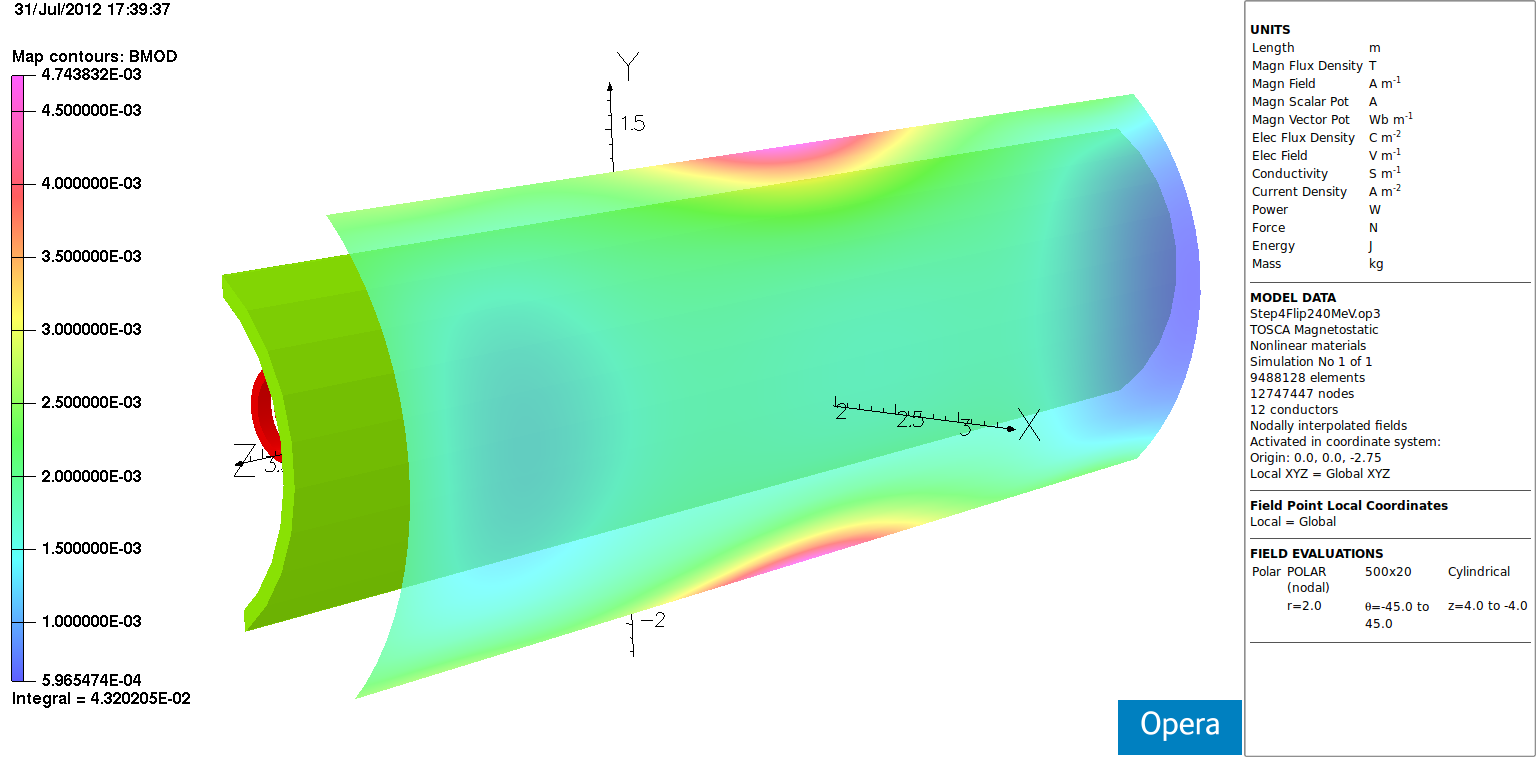 31/Jul/2012 17:39:37
Map contours: BMOD
4.743832E-03
4.500000E-03
4.000000E-03
3.500000E-03
3.000000E-03
2.500000E-03
2.000000E-03
1.500000E-03
1.000000E-03
5.965474E-04
Integral = 4.320205E-02
Y
1.5
2 2.5 3 X
Z 3.
-2
Opera
UNITS
Length m
Magn Flux Density T
Magn Field A m-1
Magn Scalar Pot A
Magn Vector Pot Wb m-1
Elec Flux Density C m-2
Elec Field V m-1
Conductivity S m-1
Current Density A m-2
Power W
Force N
Energy J
Mass kg
MODEL DATA
Step4Flip240MeV.op3
TOSCA Magnetostatic
Nonlinear materials
Simulation No 1 of 1
9488128 elements
12747447 nodes
12 conductors
Nodally interpolated fields
Activated in coordinate system:
Origin: 0.0, 0.0, -2.75
Local XYZ = Global XYZ
Field Point Local Coordinates
Local = Global
FIELD EVALUATIONS
Polar POLAR 500x20 Cylindrical
(nodal)
r=2.0 θ=-45.0 to z=4.0 to -4.0
45.0